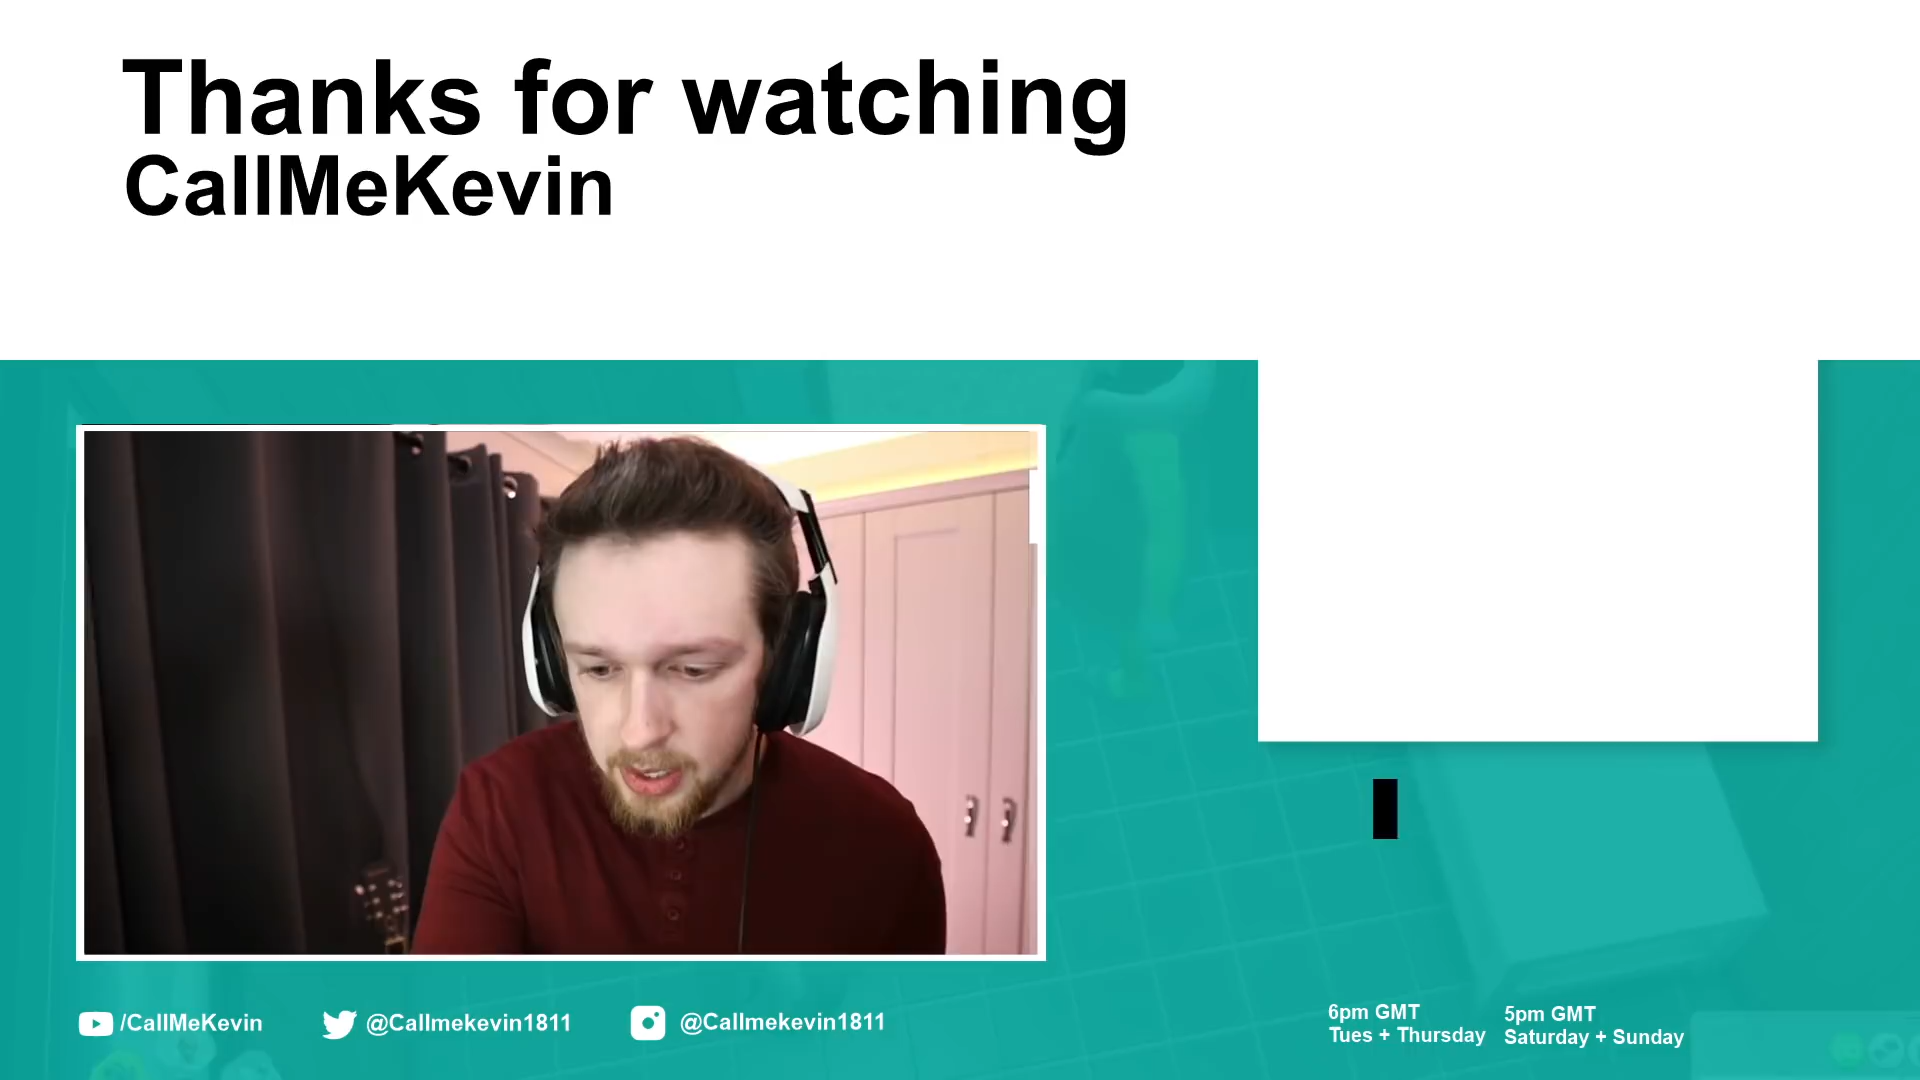 Thanks for watching
CallMeKevin
/CallMeKevin
@Callmekevin1811
@Callmekevin1811
6pm GMT
Tues + Thursday
5pm GMT
Saturday + Sunday